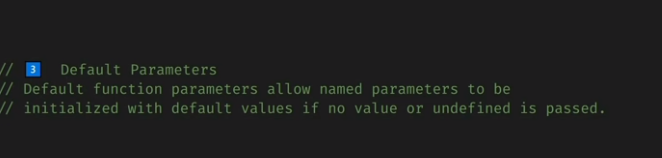 // 3️⃣  Default Parameters
// Default function parameters allow named parameters to be
// initialized with default values if no value or undefined is passed.